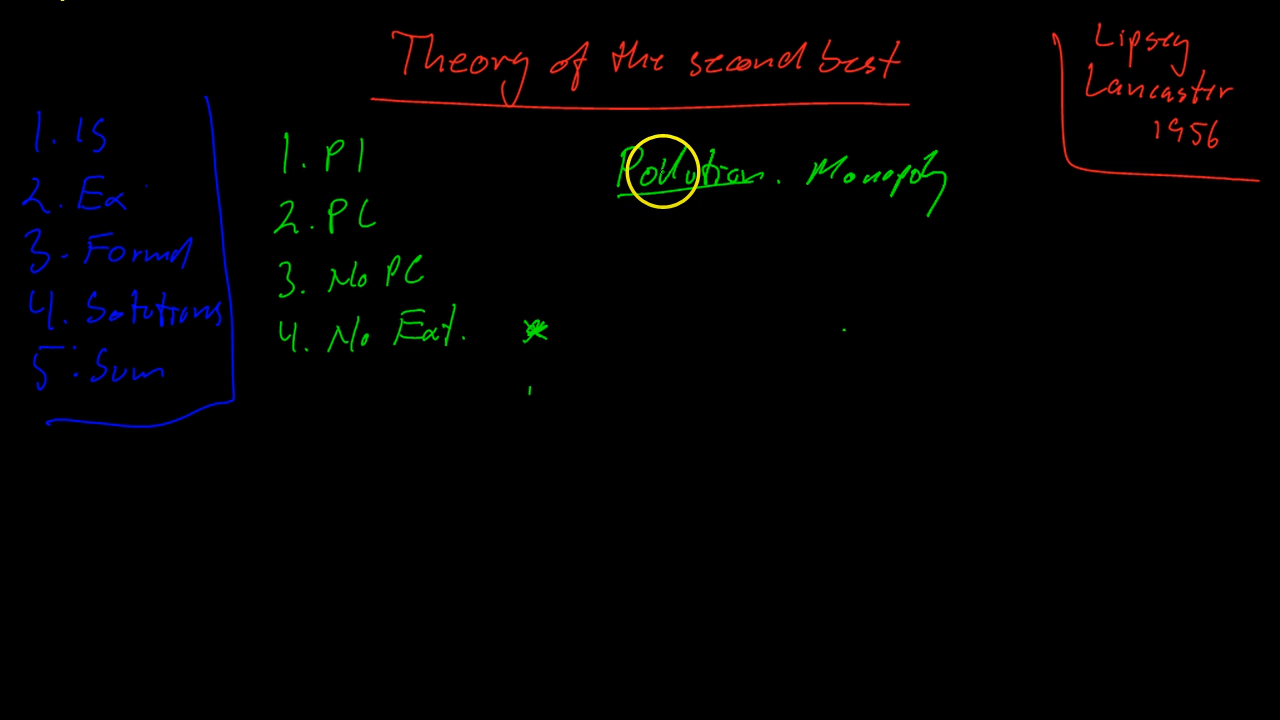 Theory of the second best
Lipsey
Lancaster
1956
1. IS
2. Ex
3. Formal
4. Solutions
5. Sum
1. PI
2. PC
3. No PC
4. No Ext.
Pollution. Monopoly